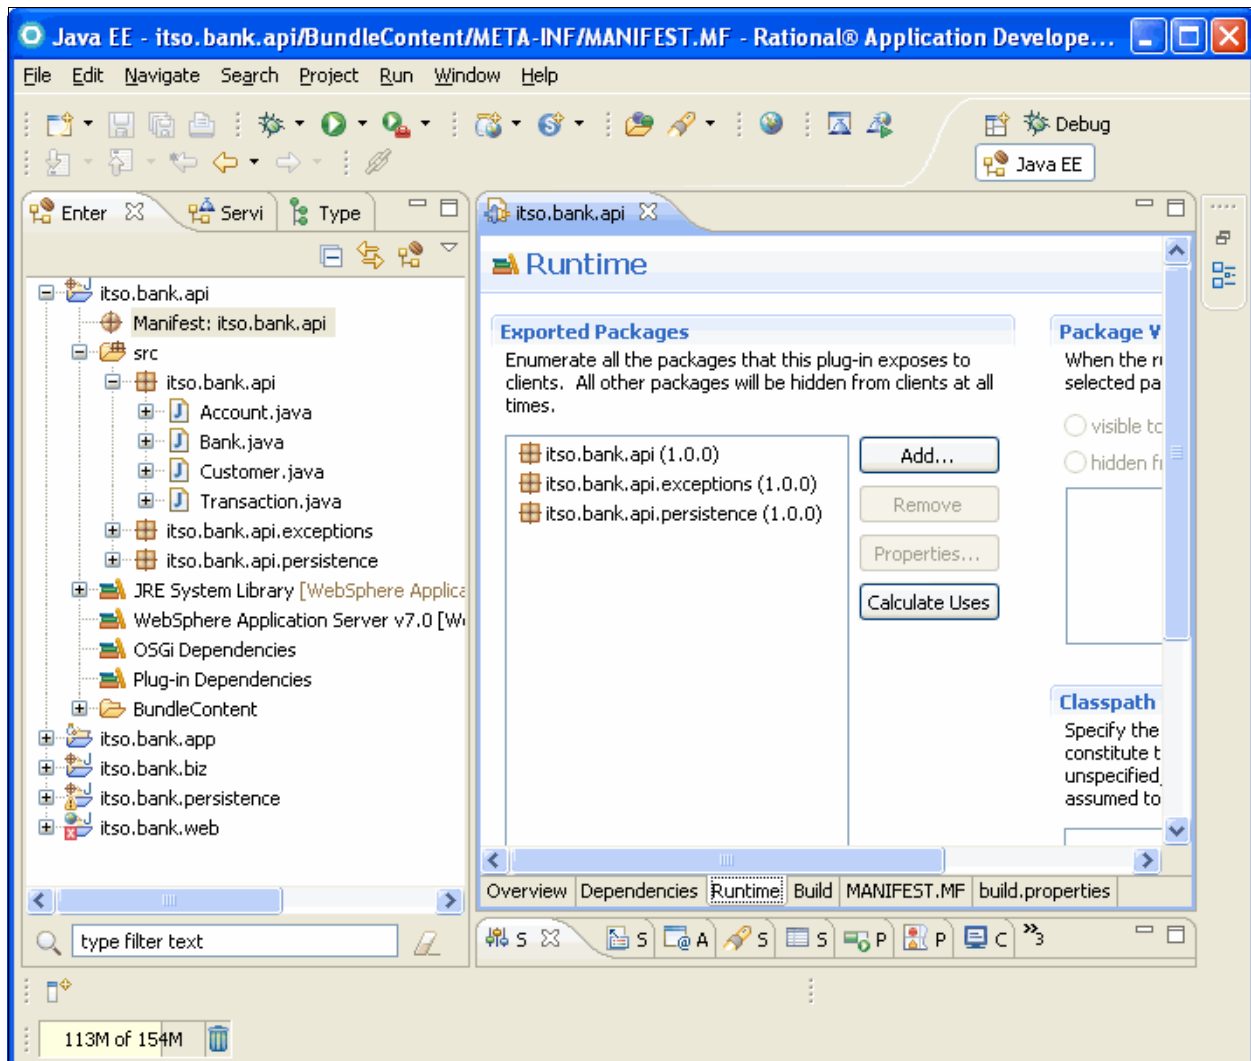 Java EE - itso.bank.api/BundleContent/META-INF/MANIFEST.MF - Rational® Application Develope...
File Edit Navigate Search Project Run Window Help
Debug
Java EE
Enter Servi Type
itso.bank.api
Manifest: itso.bank.api
src
itso.bank.api
Account.java
Bank.java
Customer.java
Transaction.java
itso.bank.api.exceptions
itso.bank.api.persistence
JRE System Library [WebSphere Applica
WebSphere Application Server v7.0 [W
OSGi Dependencies
Plug-in Dependencies
BundleContent
itso.bank.app
itso.bank.biz
itso.bank.persistence
itso.bank.web
type filter text
itso.bank.api
Runtime
Exported Packages
Enumerate all the packages that this plug-in exposes to
clients. All other packages will be hidden from clients at all
times.
itso.bank.api (1.0.0)
itso.bank.api.exceptions (1.0.0)
itso.bank.api.persistence (1.0.0)
Add...
Remove
Properties...
Calculate Uses
Package V
When the r
selected pa
visible to
hidden f
Classpath
Specify the
constitute t
unspecified,
assumed to
Overview Dependencies Runtime Build MANIFEST.MF build.properties
S S A S S P P C 3
113M of 154M